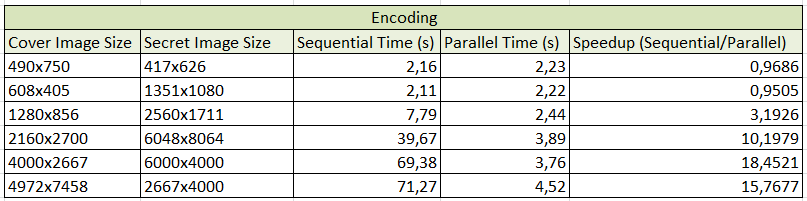 Encoding
Cover Image Size Secret Image Size Sequential Time (s) Parallel Time (s) Speedup (Sequential/Parallel)
490x750 417x626 2,16 2,23 0,9686
608x405 1351x1080 2,11 2,22 0,9505
1280x856 2560x1711 7,79 2,44 3,1926
2160x2700 6048x8064 39,67 3,89 10,1979
4000x2667 6000x4000 69,38 3,76 18,4521
4972x7458 2667x4000 71,27 4,52 15,7677